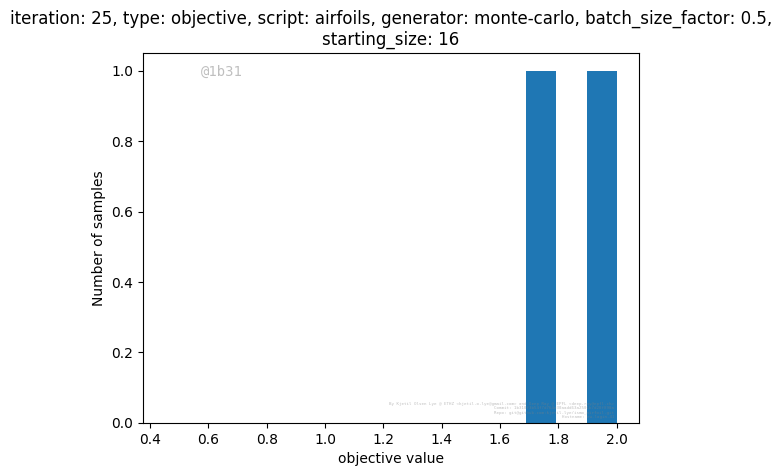 iteration: 25, type: objective, script: airfoils, generator: monte-carlo, batch_size_factor: 0.5,
starting_size: 16
@1b31
1.0
0.8
0.6
0.4
0.2
0.0
Number of samples
0.4 0.6 0.8 1.0 1.2 1.4 1.6 1.8 2.0
objective value